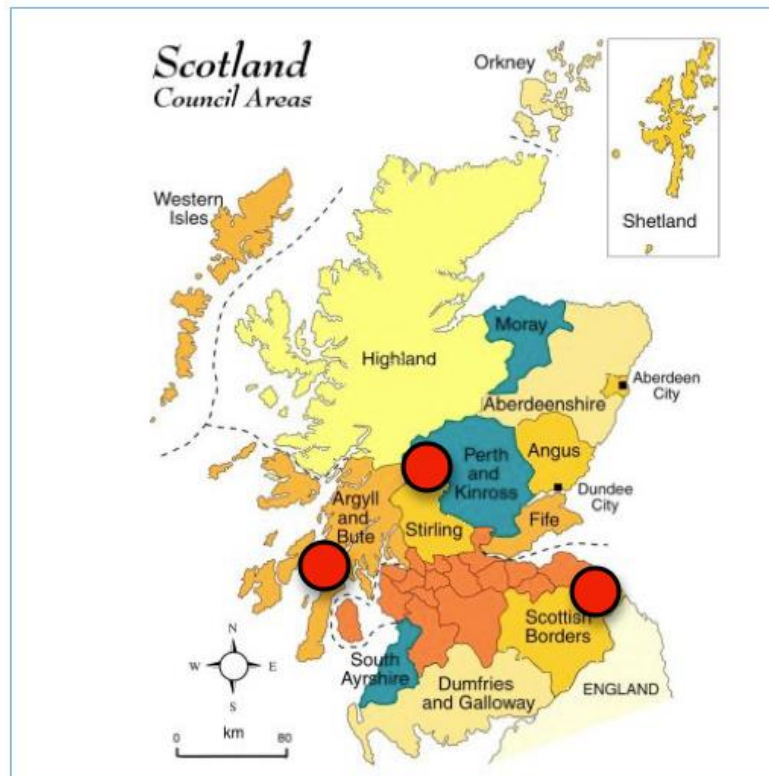 Scotland
Council Areas
Orkney
Western
Isles
Shetland
Moray
Highland
Aberdeen
City
Aberdeenshire
Perth
and
Kinross
Angus
Argyll
and
Bute
Dundee
City
Stirling
Fife
Scottish
Borders
N
W E
S
South
Ayrshire
Dumfries
and Galloway
ENGLAND
km
0 80